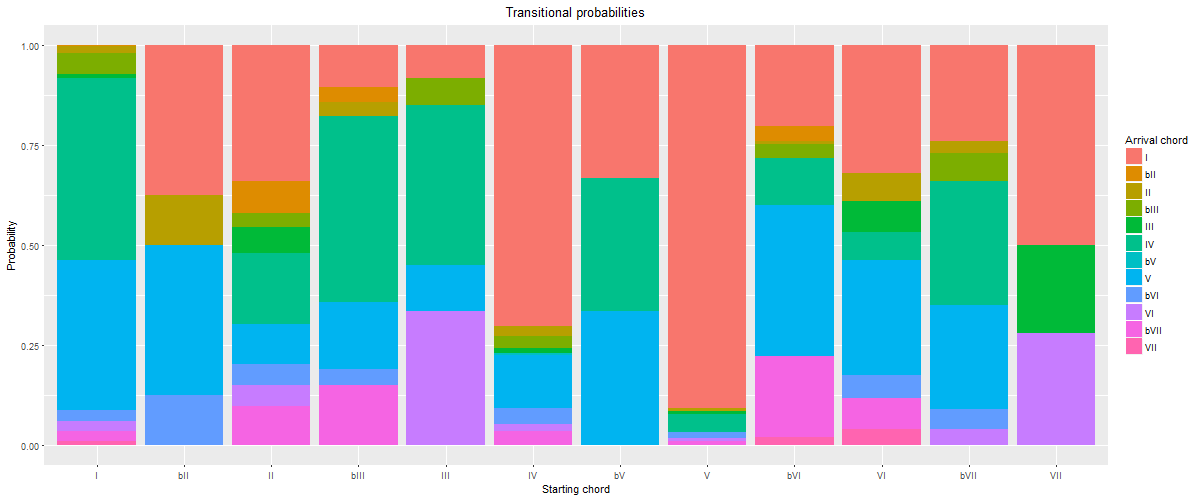 Transitional probabilities
1.00
0.75
0.50
0.25
0.00
Probability
I bII II bIII III IV bV V bVI VI bVII VII
Starting chord
Arrival chord
I
bII
II
bIII
III
IV
bV
V
bVI
VI
bVII
VII